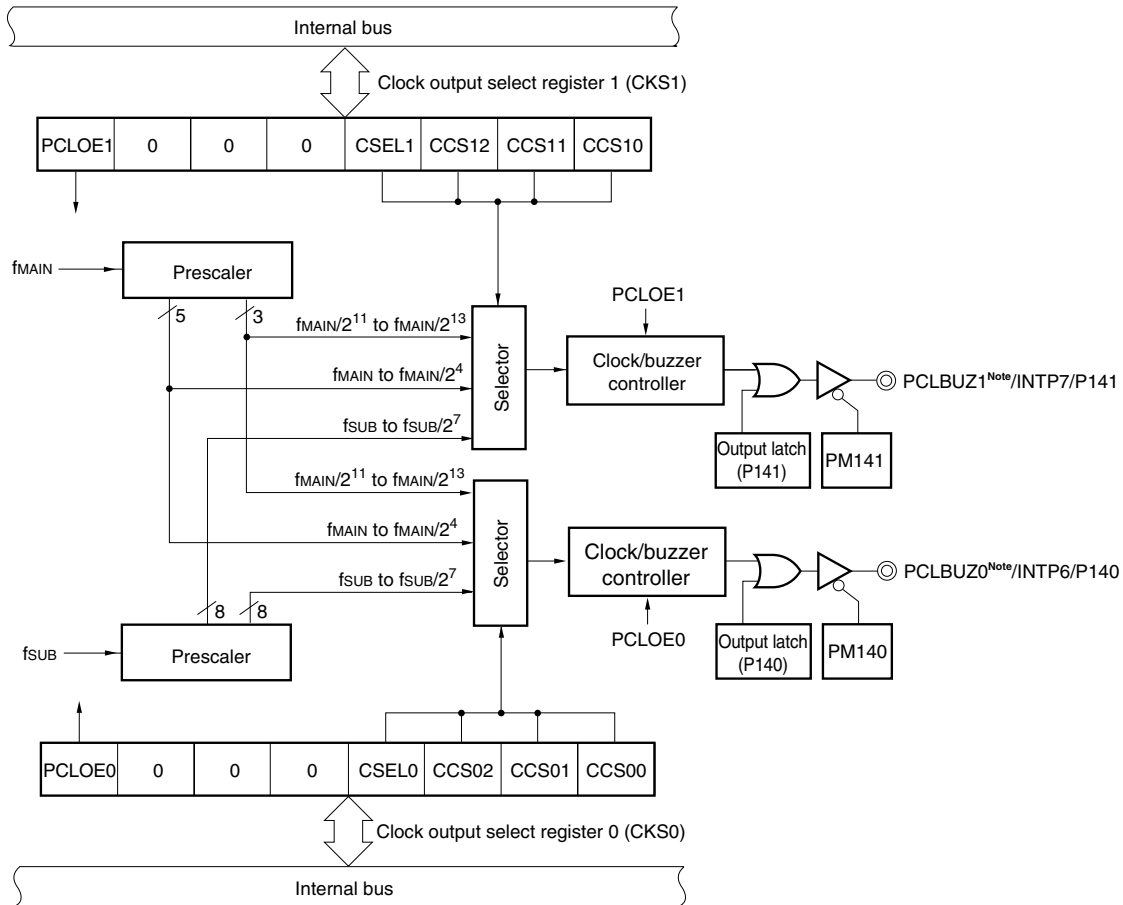 Internal bus
Clock output select register 1 (CKS1)
PCLOE1 0 0 0 CSEL1 CCS12 CCS11 CCS10
fMAIN
Prescaler
5 3
PCLOE1
fMAIN/2^11 to fMAIN/2^13
fMAIN to fMAIN/2^4
fSUB to fSUB/2^7
Selector
Clock/buzzer
controller
PCLBUZ1^Note/INTP7/P141
Output latch
(P141)
PM141
fMAIN/2^11 to fMAIN/2^13
fMAIN to fMAIN/2^4
fSUB to fSUB/2^7
Selector
Clock/buzzer
controller
PCLBUZ0^Note/INTP6/P140
8 8
PCLOE0
Output latch
(P140)
PM140
fSUB
Prescaler
PCLOE0 0 0 0 CSEL0 CCS02 CCS01 CCS00
Clock output select register 0 (CKS0)
Internal bus